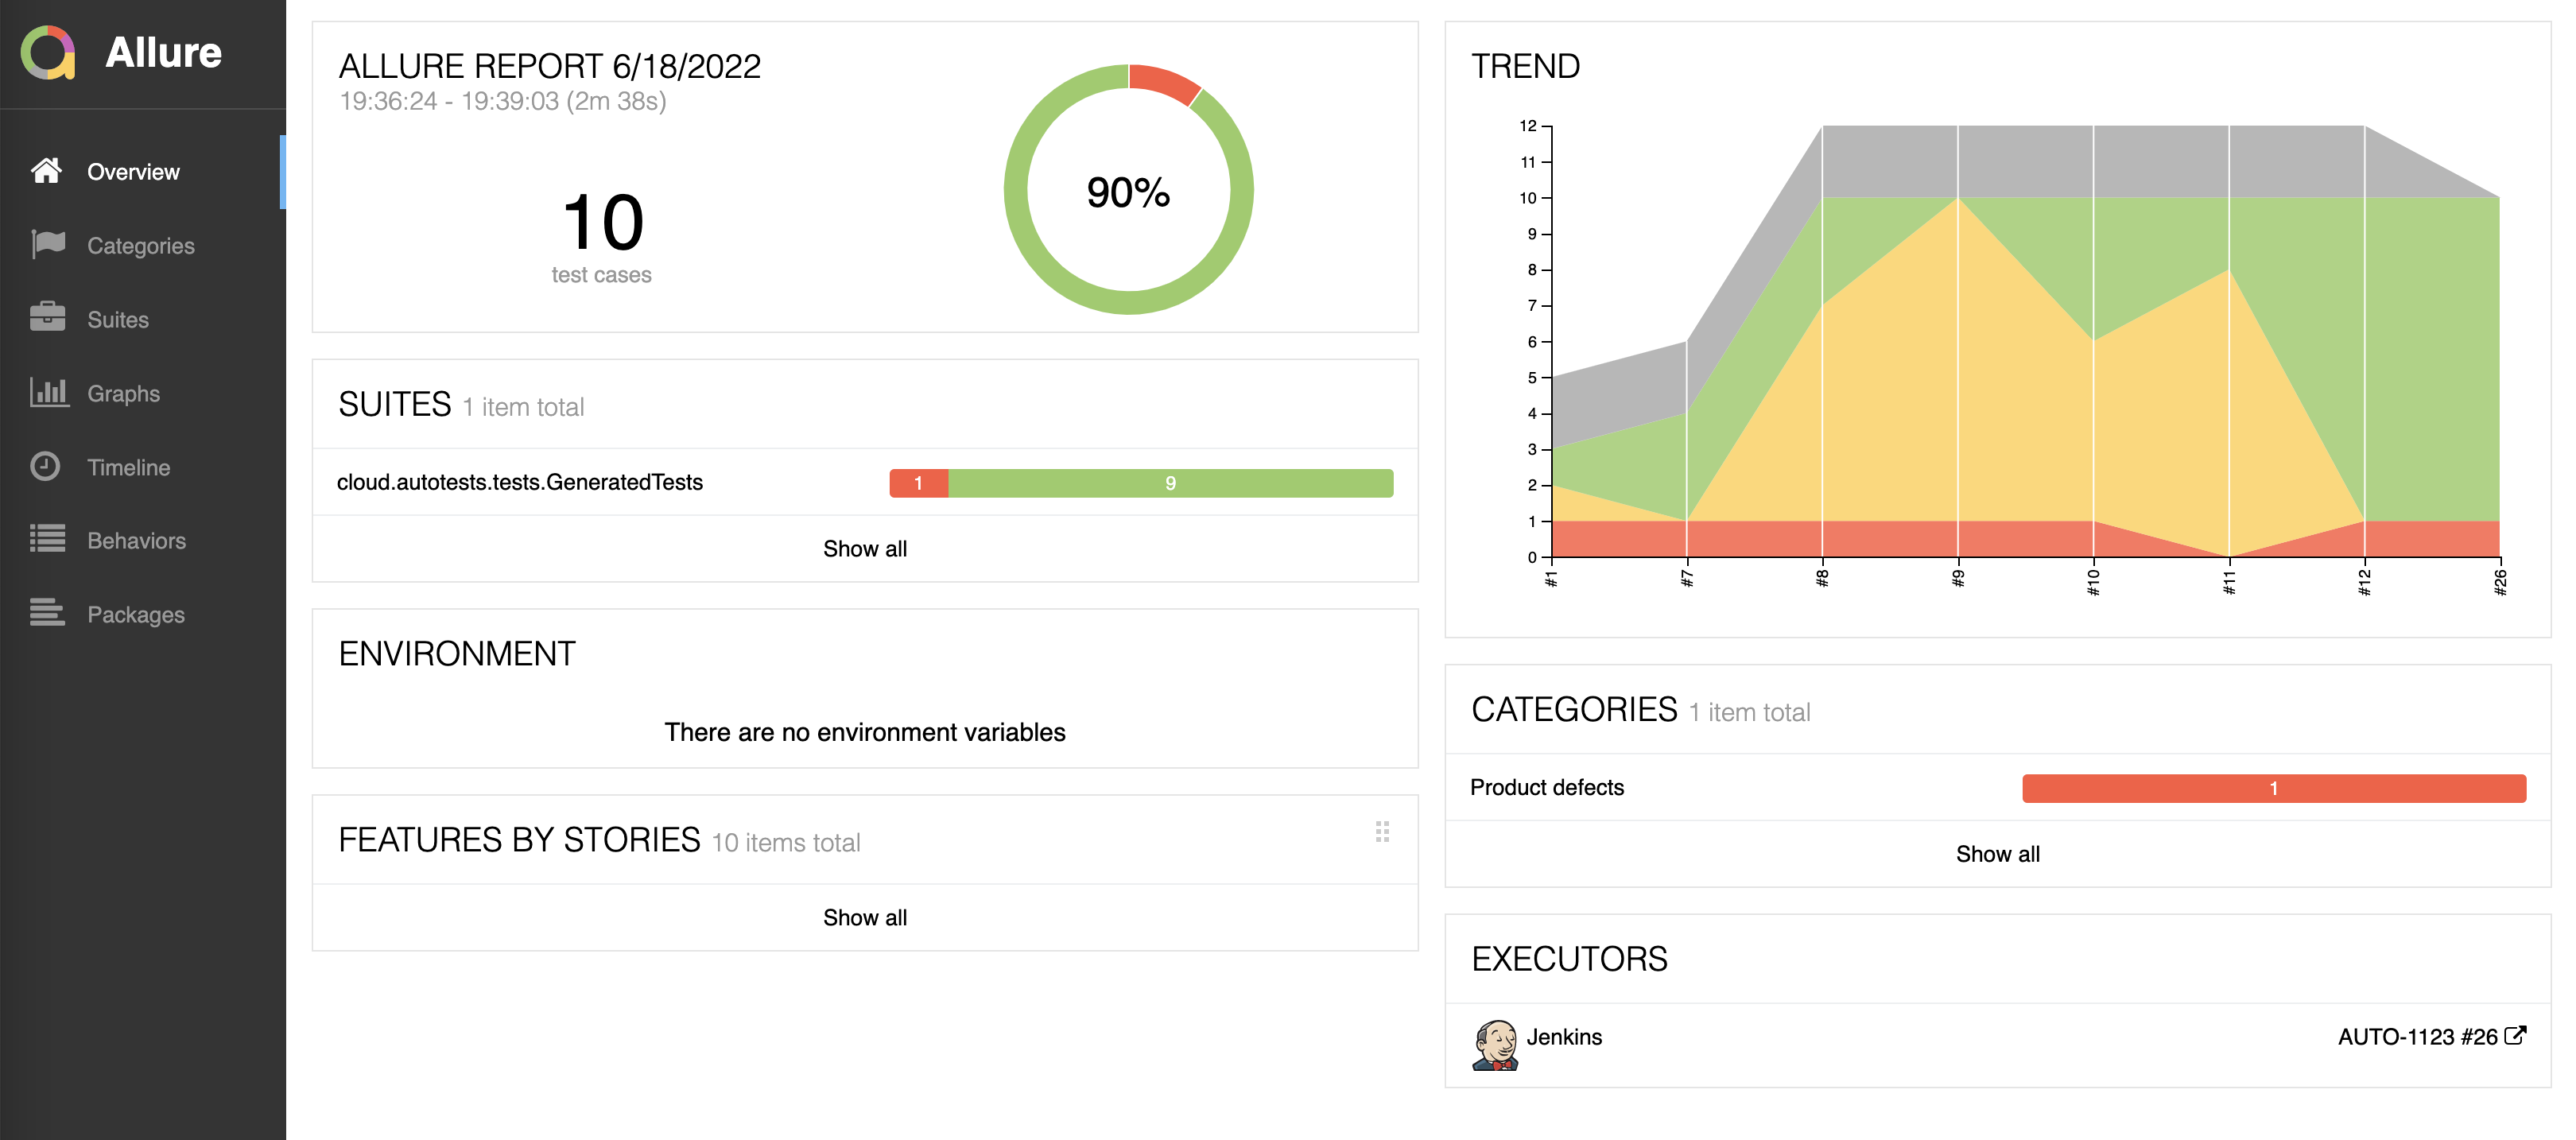 Allure
Overview
Categories
Suites
Graphs
Timeline
Behaviors
Packages
ALLURE REPORT 6/18/2022
19:36:24 - 19:39:03 (2m 38s)
10
test cases
90%
SUITES 1 item total
cloud.autotests.tests.GeneratedTests 1 9
Show all
ENVIRONMENT
There are no environment variables
FEATURES BY STORIES 10 items total
Show all
TREND
12
11
10
9
8
7
6
5
4
3
2
1
0
#1 #7 #8 #9 #10 #11 #12 #26
CATEGORIES 1 item total
Product defects 1
Show all
EXECUTORS
Jenkins AUTO-1123 #26